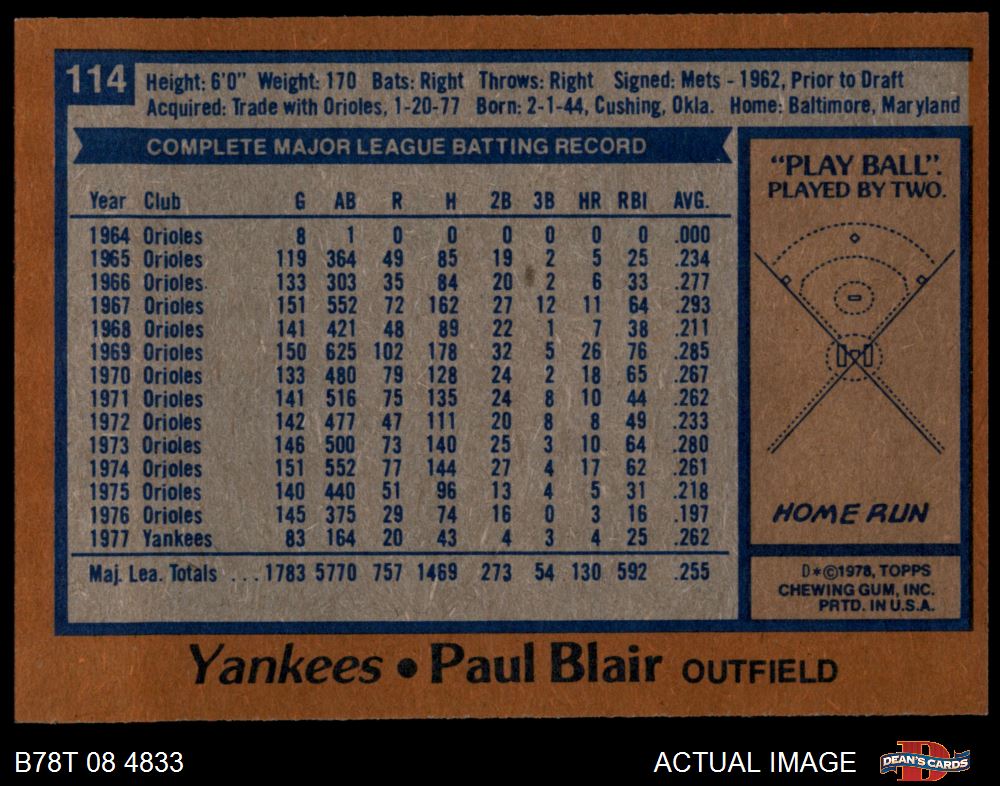 114
Height: 6'0" Weight: 170 Bats: Right Throws: Right Signed: Mets - 1962, Prior to Draft
Acquired: Trade with Orioles, 1-20-77 Born: 2-1-44, Cushing, Okla. Home: Baltimore, Maryland
COMPLETE MAJOR LEAGUE BATTING RECORD
Year Club G AB R H 2B 3B HR RBI AVG.
1964 Orioles 8 1 0 0 0 0 0 0 .000
1965 Orioles 119 364 49 85 19 2 5 25 .234
1966 Orioles 133 303 35 84 20 2 6 33 .277
1967 Orioles 151 552 72 162 27 12 11 64 .293
1968 Orioles 141 421 48 89 22 1 7 38 .211
1969 Orioles 150 625 102 178 32 5 26 76 .285
1970 Orioles 133 480 79 128 24 2 18 65 .267
1971 Orioles 141 516 75 135 24 8 10 44 .262
1972 Orioles 142 477 47 111 20 8 8 49 .233
1973 Orioles 146 500 73 140 25 3 10 64 .280
1974 Orioles 151 552 77 144 27 4 17 62 .261
1975 Orioles 140 440 51 96 13 4 5 31 .218
1976 Orioles 145 375 29 74 16 0 3 16 .197
1977 Yankees 83 164 20 43 4 3 4 25 .262
Maj. Lea. Totals ... 1783 5770 757 1469 273 54 130 592 .255
"PLAY BALL".
PLAYED BY TWO.
HOME RUN
D*©1978, TOPPS
CHEWING GUM, INC.
PRTD. IN U.S.A.
Yankees • Paul Blair OUTFIELD
B78T 08 4833
ACTUAL IMAGE
DEAN'S CARDS